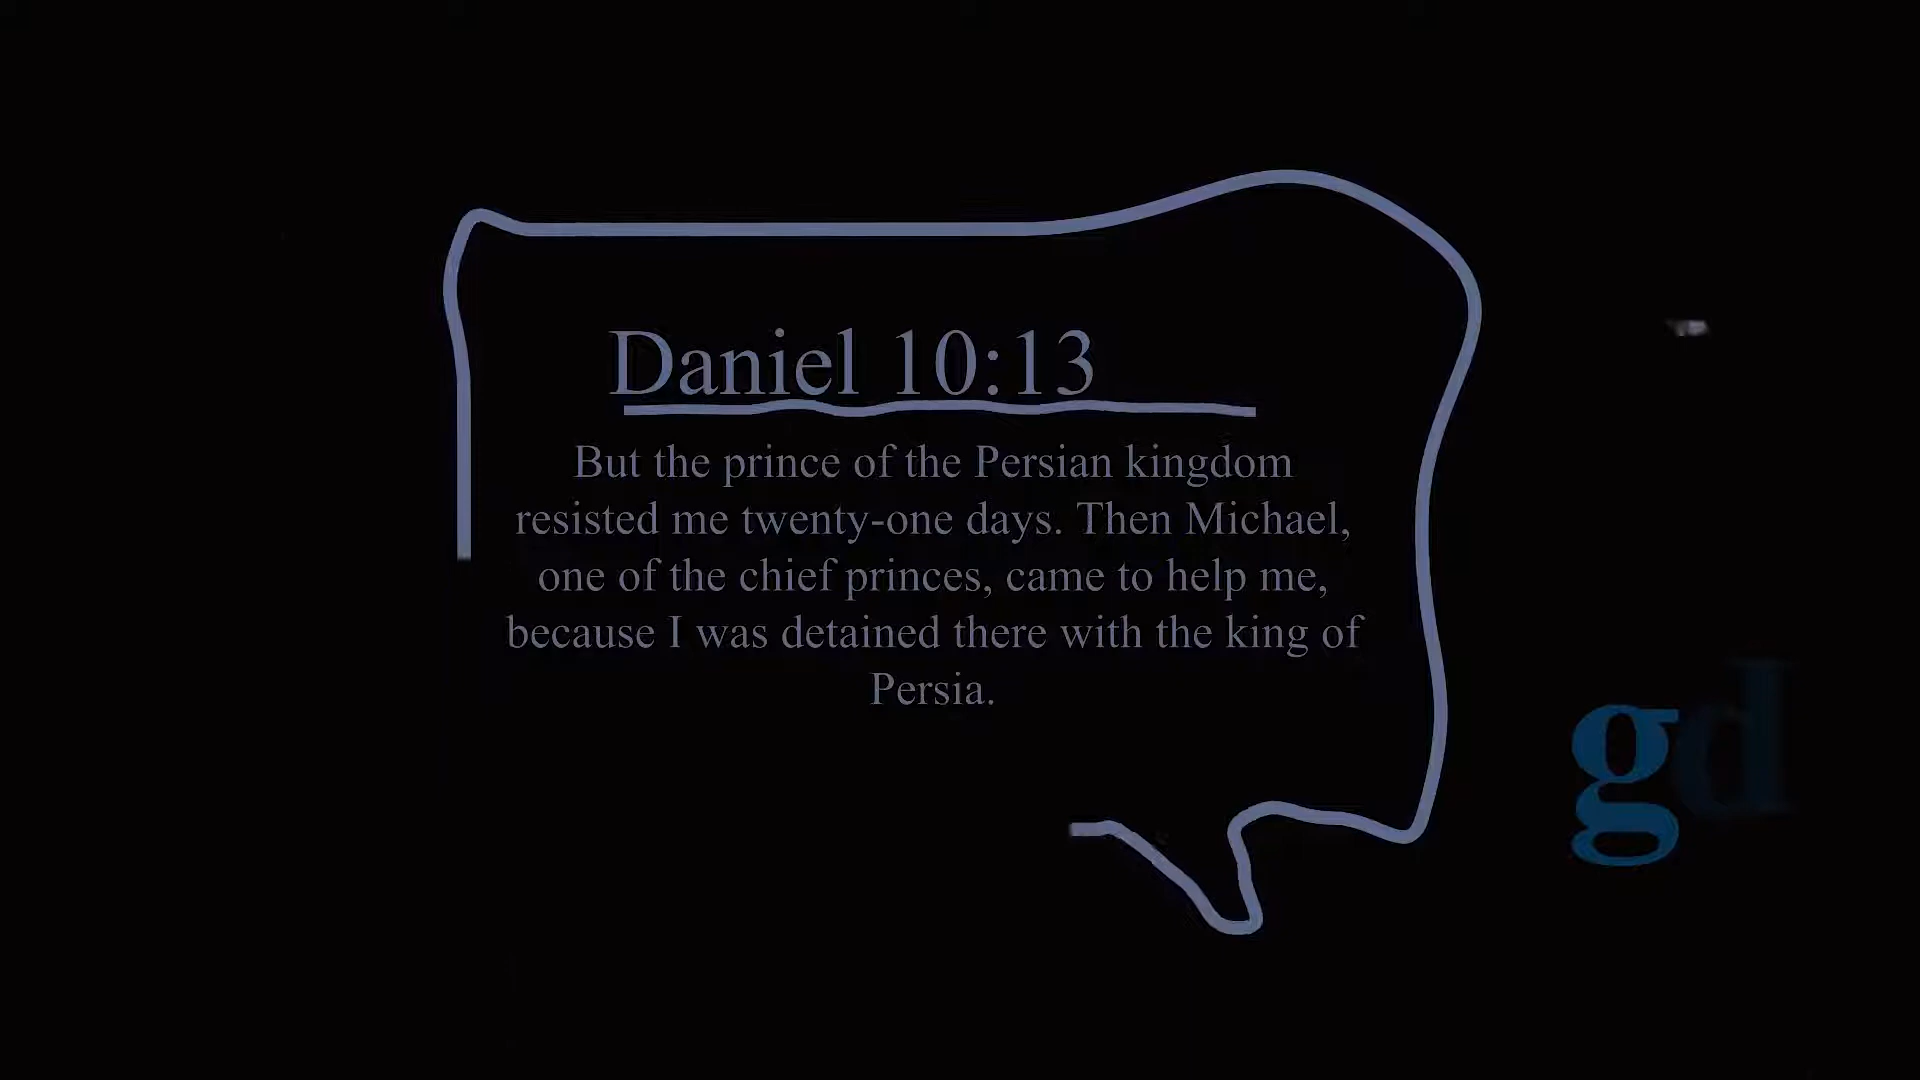 Daniel 10:13
But the prince of the Persian kingdom
resisted me twenty-one days. Then Michael,
one of the chief princes, came to help me,
because I was detained there with the king of
Persia.
gd